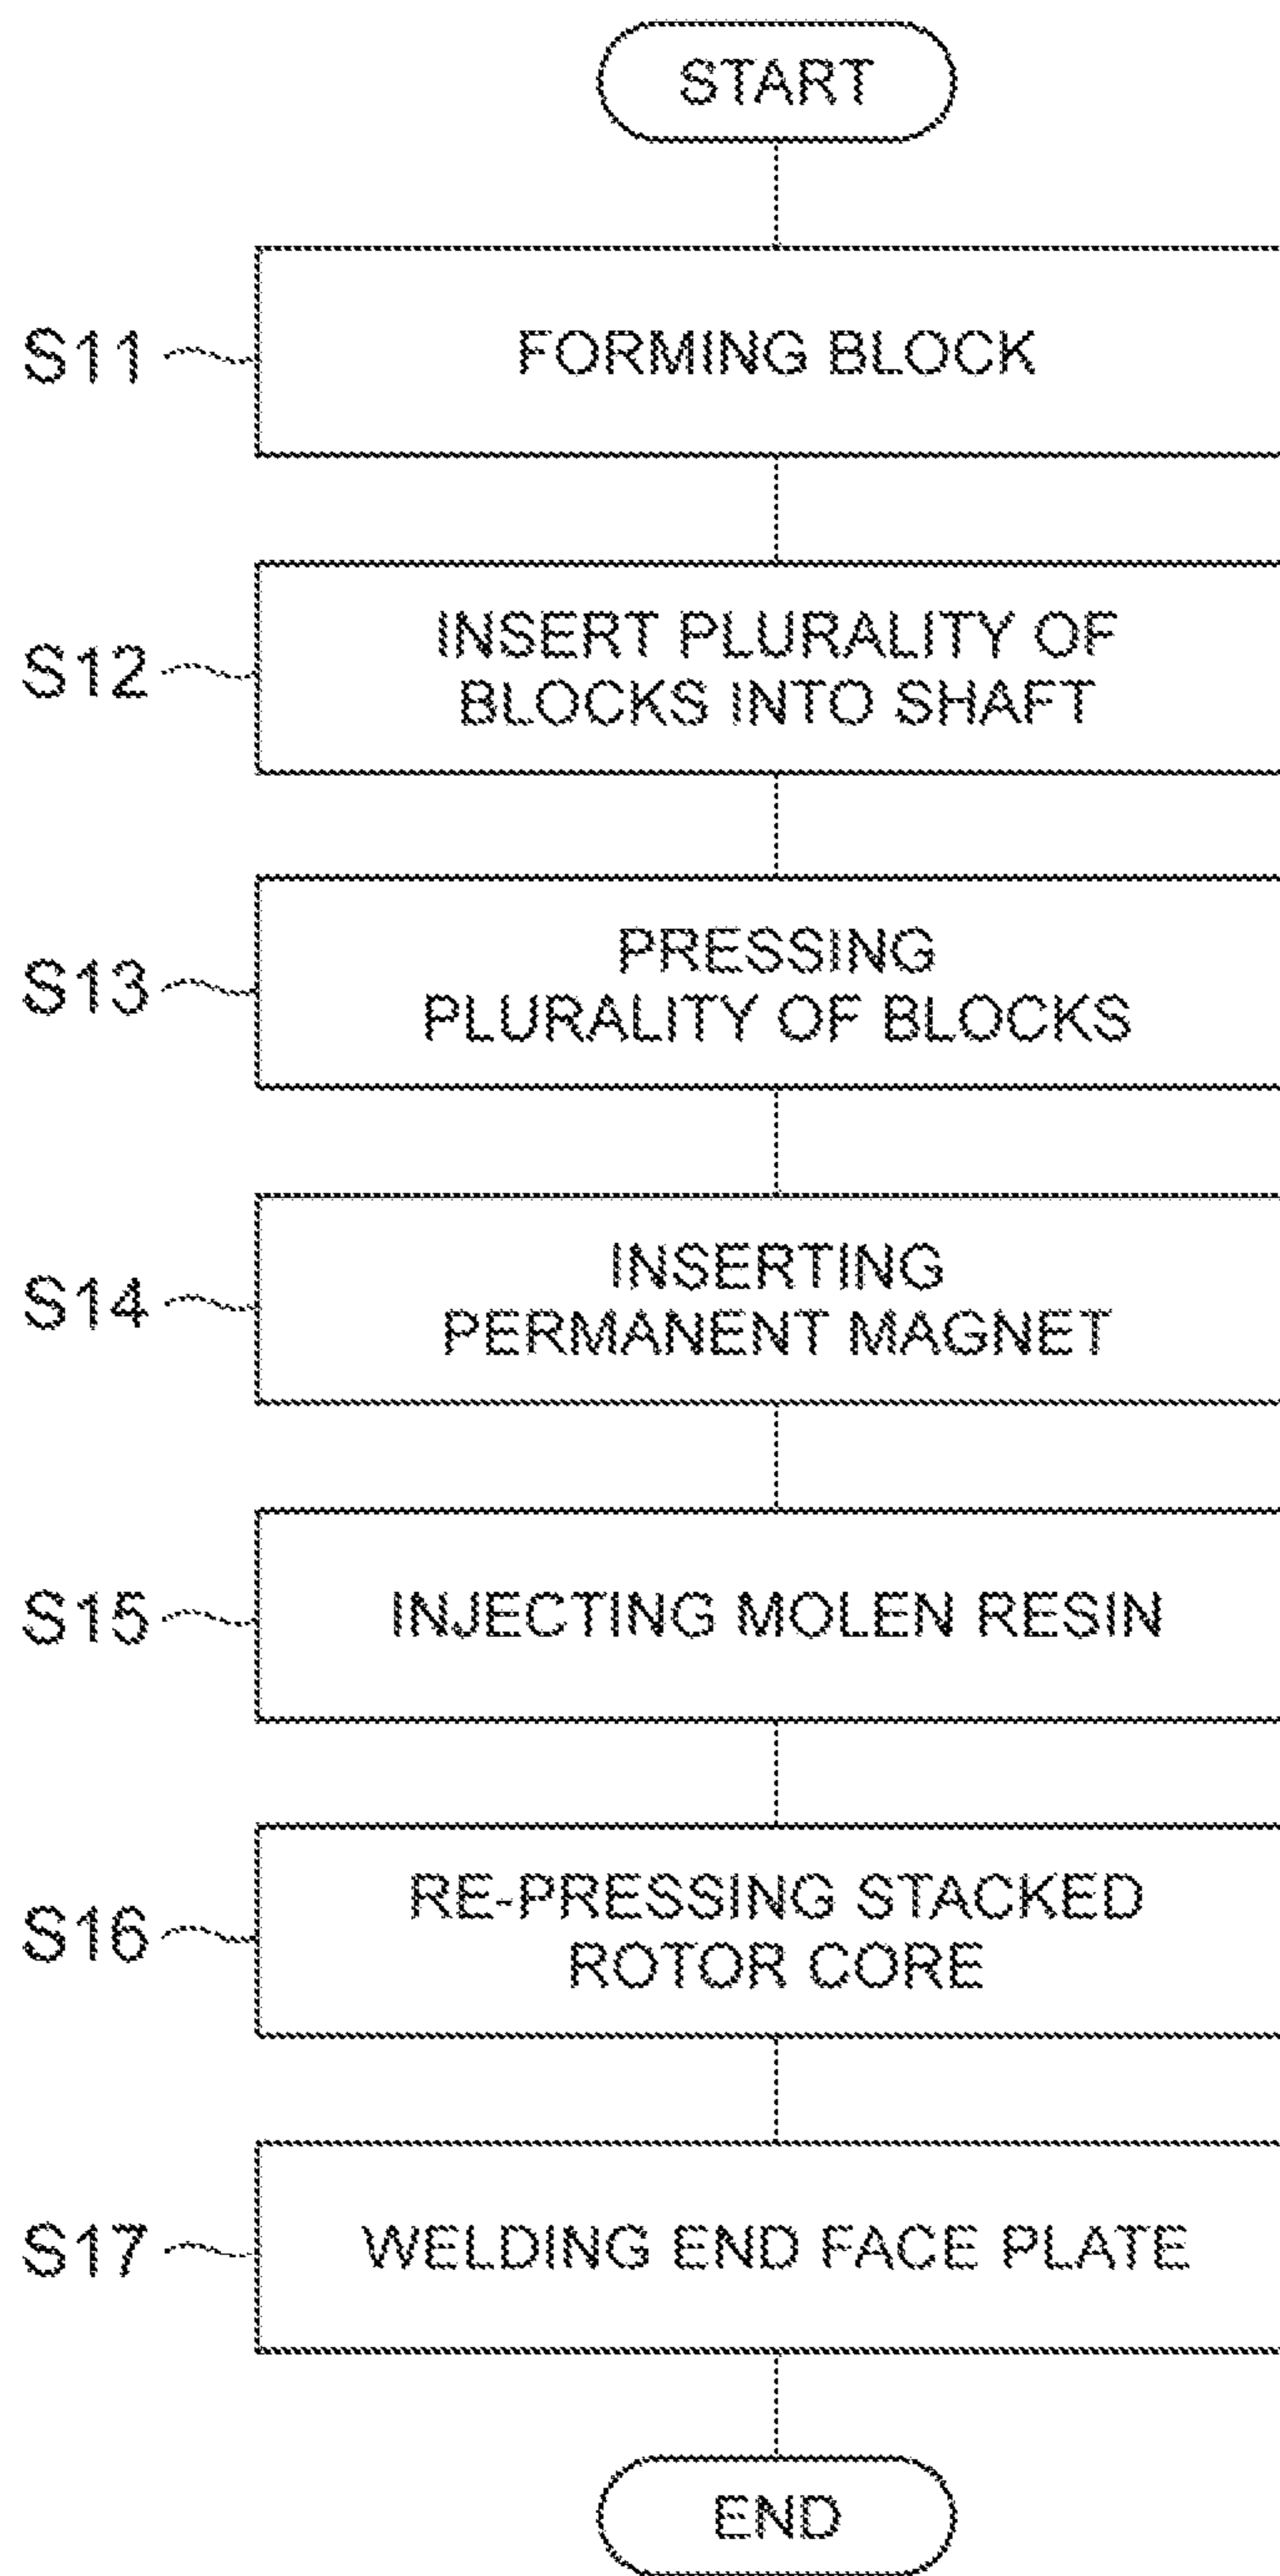 START
S11
FORMING BLOCK
S12
INSERT PLURALITY OF
BLOCKS INTO SHAFT
S13
PRESSING
PLURALITY OF BLOCKS
S14
INSERTING
PERMANENT MAGNET
S15
INJECTING MOLEN RESIN
S16
RE-PRESSING STACKED
ROTOR CORE
S17
WELDING END FACE PLATE
END